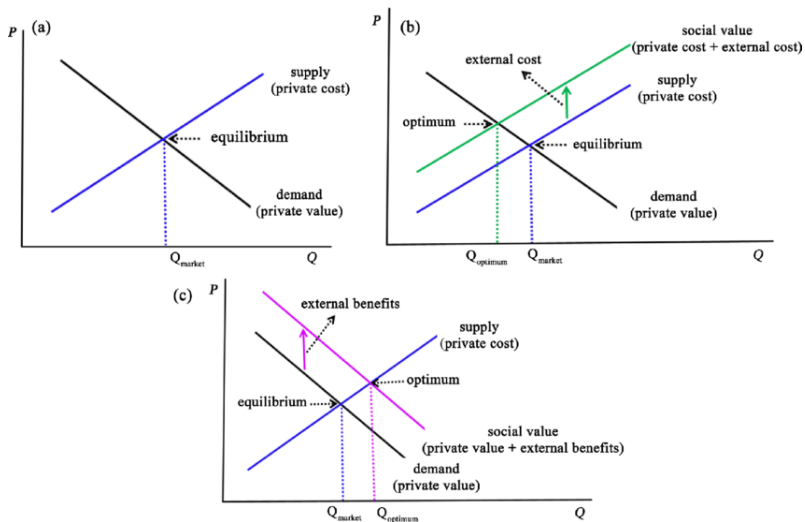 (a)
P
supply
(private cost)
equilibrium
demand
(private value)
Q_market
Q
(b)
P
social value
(private cost + external cost)
external cost
supply
(private cost)
optimum
equilibrium
demand
(private value)
Q_optimum
Q_market
Q
(c)
P
external benefits
supply
(private cost)
optimum
equilibrium
social value
(private value + external benefits)
demand
(private value)
Q_market
Q_optimum
Q